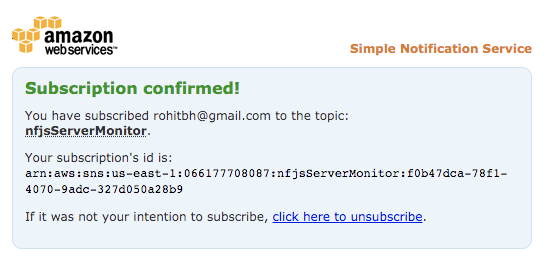 amazon
webservices™
Simple Notification Service
Subscription confirmed!
You have subscribed rohitbh@gmail.com to the topic:
nfjsServerMonitor.
Your subscription's id is:
arn:aws:sns:us-east-1:066177708087:nfjsServerMonitor:f0b47dca-78f1-
4070-9adc-327d050a28b9
If it was not your intention to subscribe, click here to unsubscribe.